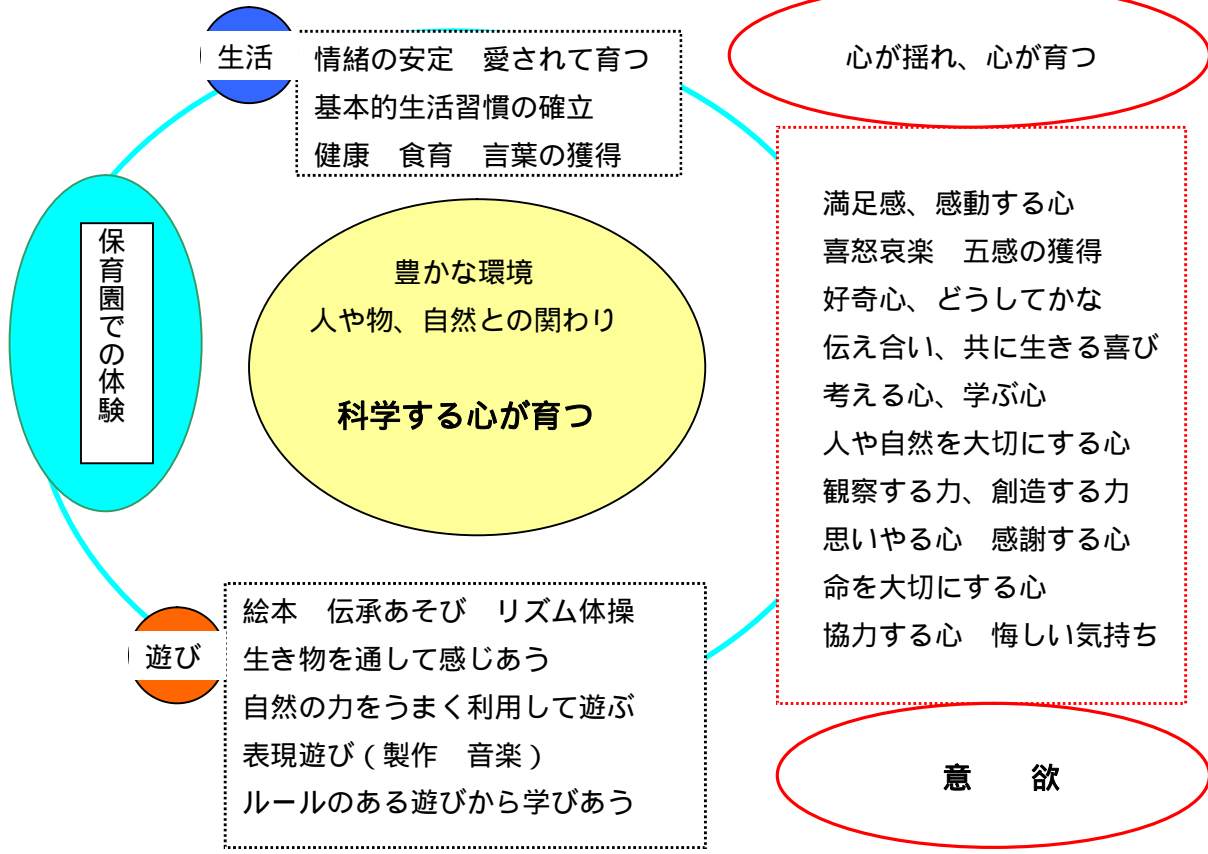 生活
情緒の安定　愛されて育つ
基本的生活習慣の確立
健康　食育　言葉の獲得
心が揺れ、心が育つ
保育園での体験
豊かな環境
人や物、自然との関わり
科学する心が育つ
満足感、感動する心
喜怒哀楽　五感の獲得
好奇心、どうしてかな
伝え合い、共に生きる喜び
考える心、学ぶ心
人や自然を大切にする心
観察する力、創造する力
思いやる心　感謝する心
命を大切にする心
協力する心　悔しい気持ち
遊び
絵本　伝承あそび　リズム体操
生き物を通して感じあう
自然の力をうまく利用して遊ぶ
表現遊び（製作　音楽）
ルールのある遊びから学びあう
意　　欲